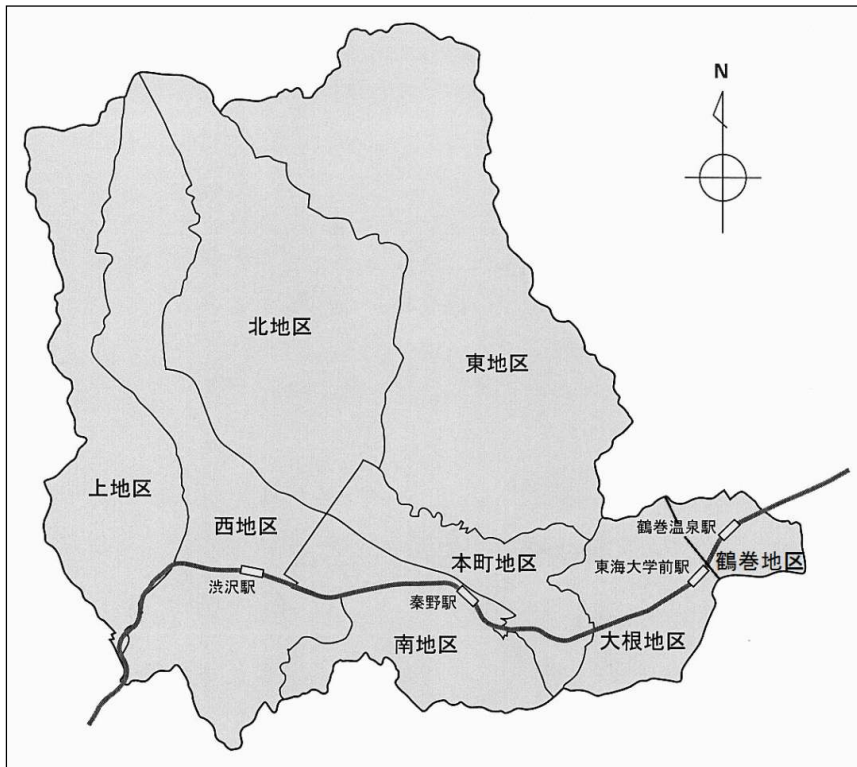 N
北地区
東地区
上地区
西地区
鶴巻温泉駅
本町地区
東海大学前駅
鶴巻地区
渋沢駅
秦野駅
南地区
大根地区